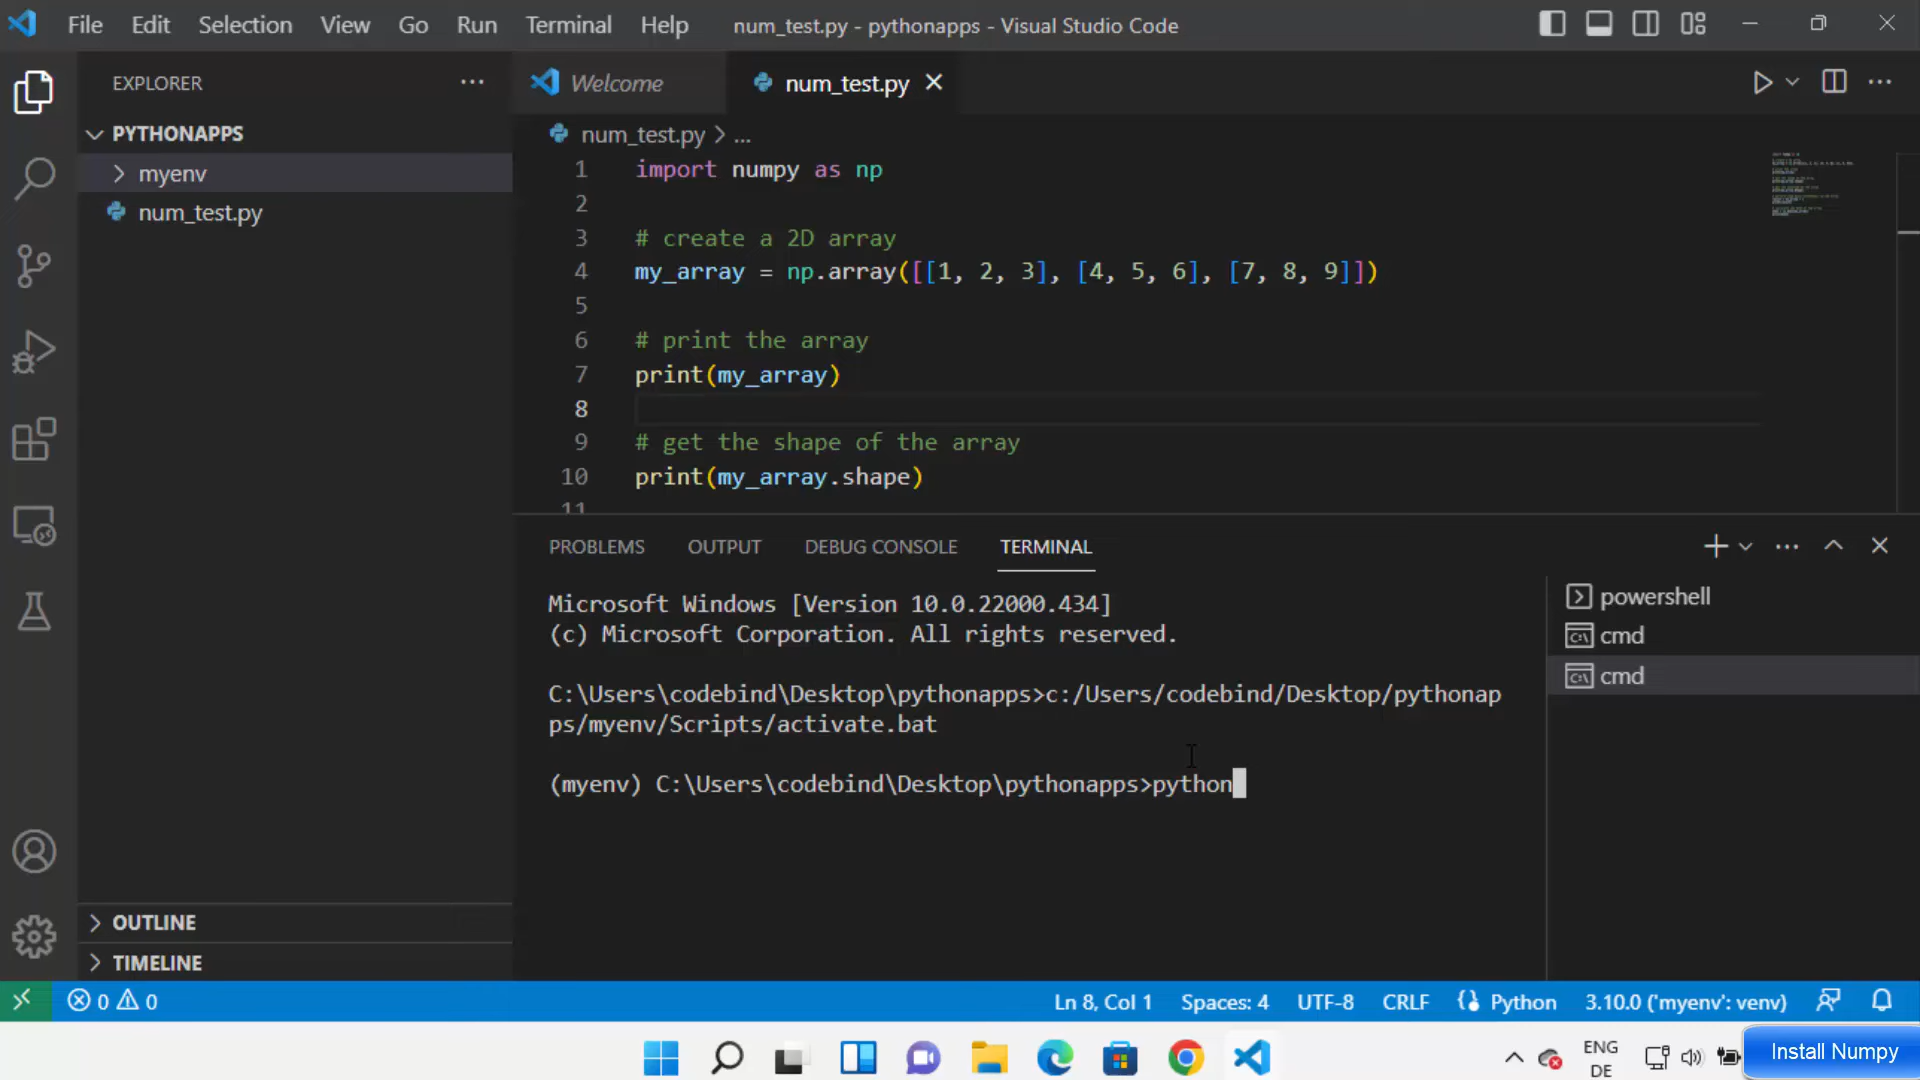 File Edit Selection View Go Run Terminal Help num_test.py - pythonapps - Visual Studio Code
EXPLORER
PYTHONAPPS
myenv
num_test.py
OUTLINE
TIMELINE
Welcome num_test.py
num_test.py > ...
1 import numpy as np
2
3 # create a 2D array
4 my_array = np.array([[1, 2, 3], [4, 5, 6], [7, 8, 9]])
5
6 # print the array
7 print(my_array)
8
9 # get the shape of the array
10 print(my_array.shape)
11
PROBLEMS OUTPUT DEBUG CONSOLE TERMINAL
Microsoft Windows [Version 10.0.22000.434]
(c) Microsoft Corporation. All rights reserved.
C:\Users\codebind\Desktop\pythonapps>c:/Users/codebind/Desktop/pythonap
ps/myenv/Scripts/activate.bat
(myenv) C:\Users\codebind\Desktop\pythonapps>python
powershell
cmd
cmd
0 0 Ln 8, Col 1 Spaces: 4 UTF-8 CRLF Python 3.10.0 ('myenv': venv)
ENG
DE
Install Numpy